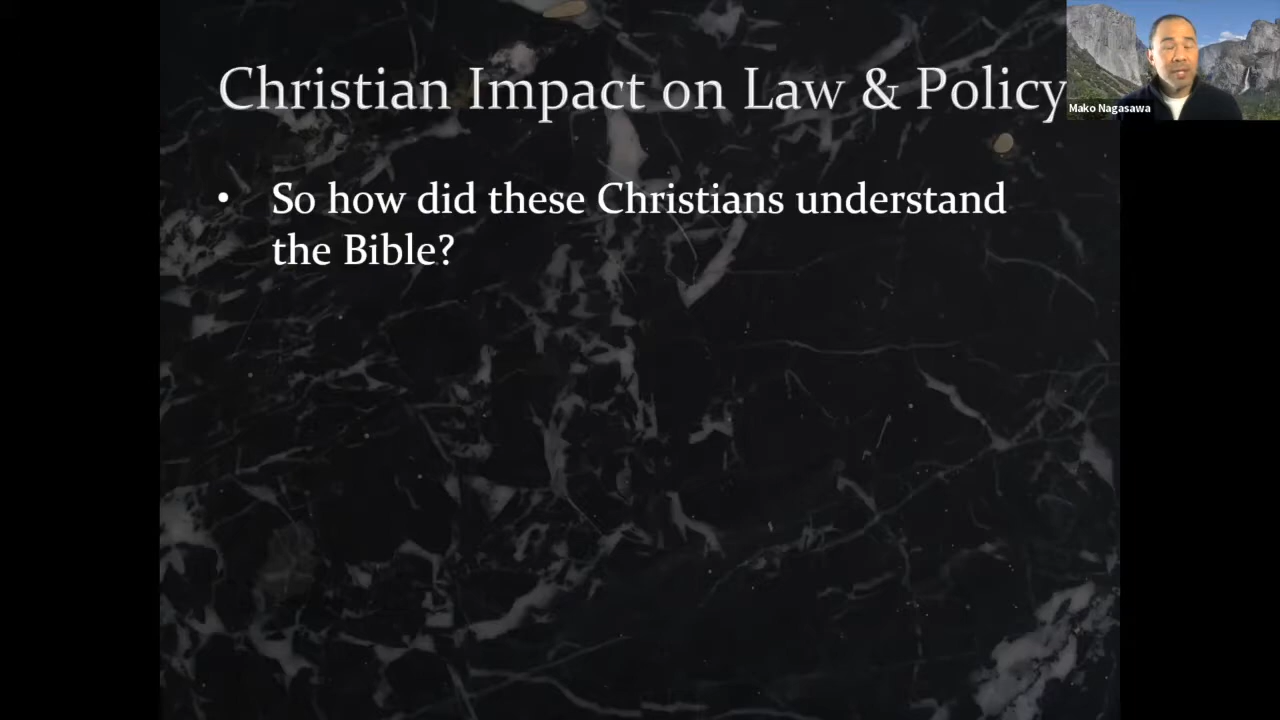 Christian Impact on Law & Policy
Mako Nagasawa
• So how did these Christians understand
the Bible?